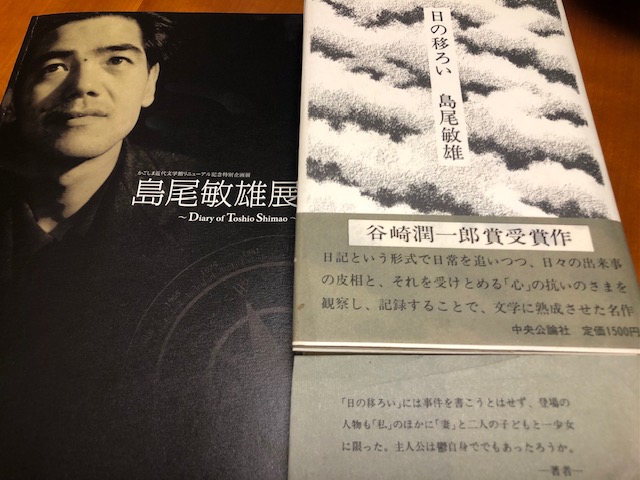 かごしま近代文学館リニューアル記念特別企画展
島尾敏雄展
～Diary of Toshio Shimao～
日の移ろい 島尾敏雄
谷崎潤一郎賞受賞作
日記という形式で日常を追いつつ、日々の出来事
の皮相と、それを受けとめる「心」の抗いのさまを
観察し、記録することで、文学に熟成させた名作
中央公論社 定価1500円
「日の移ろい」には事件を書こうとはせず、登場の
人物も「私」のほかに「妻」と二人の子どもと一少女
に限った。主人公は鬱自身ででもあったろうか。
―著者―